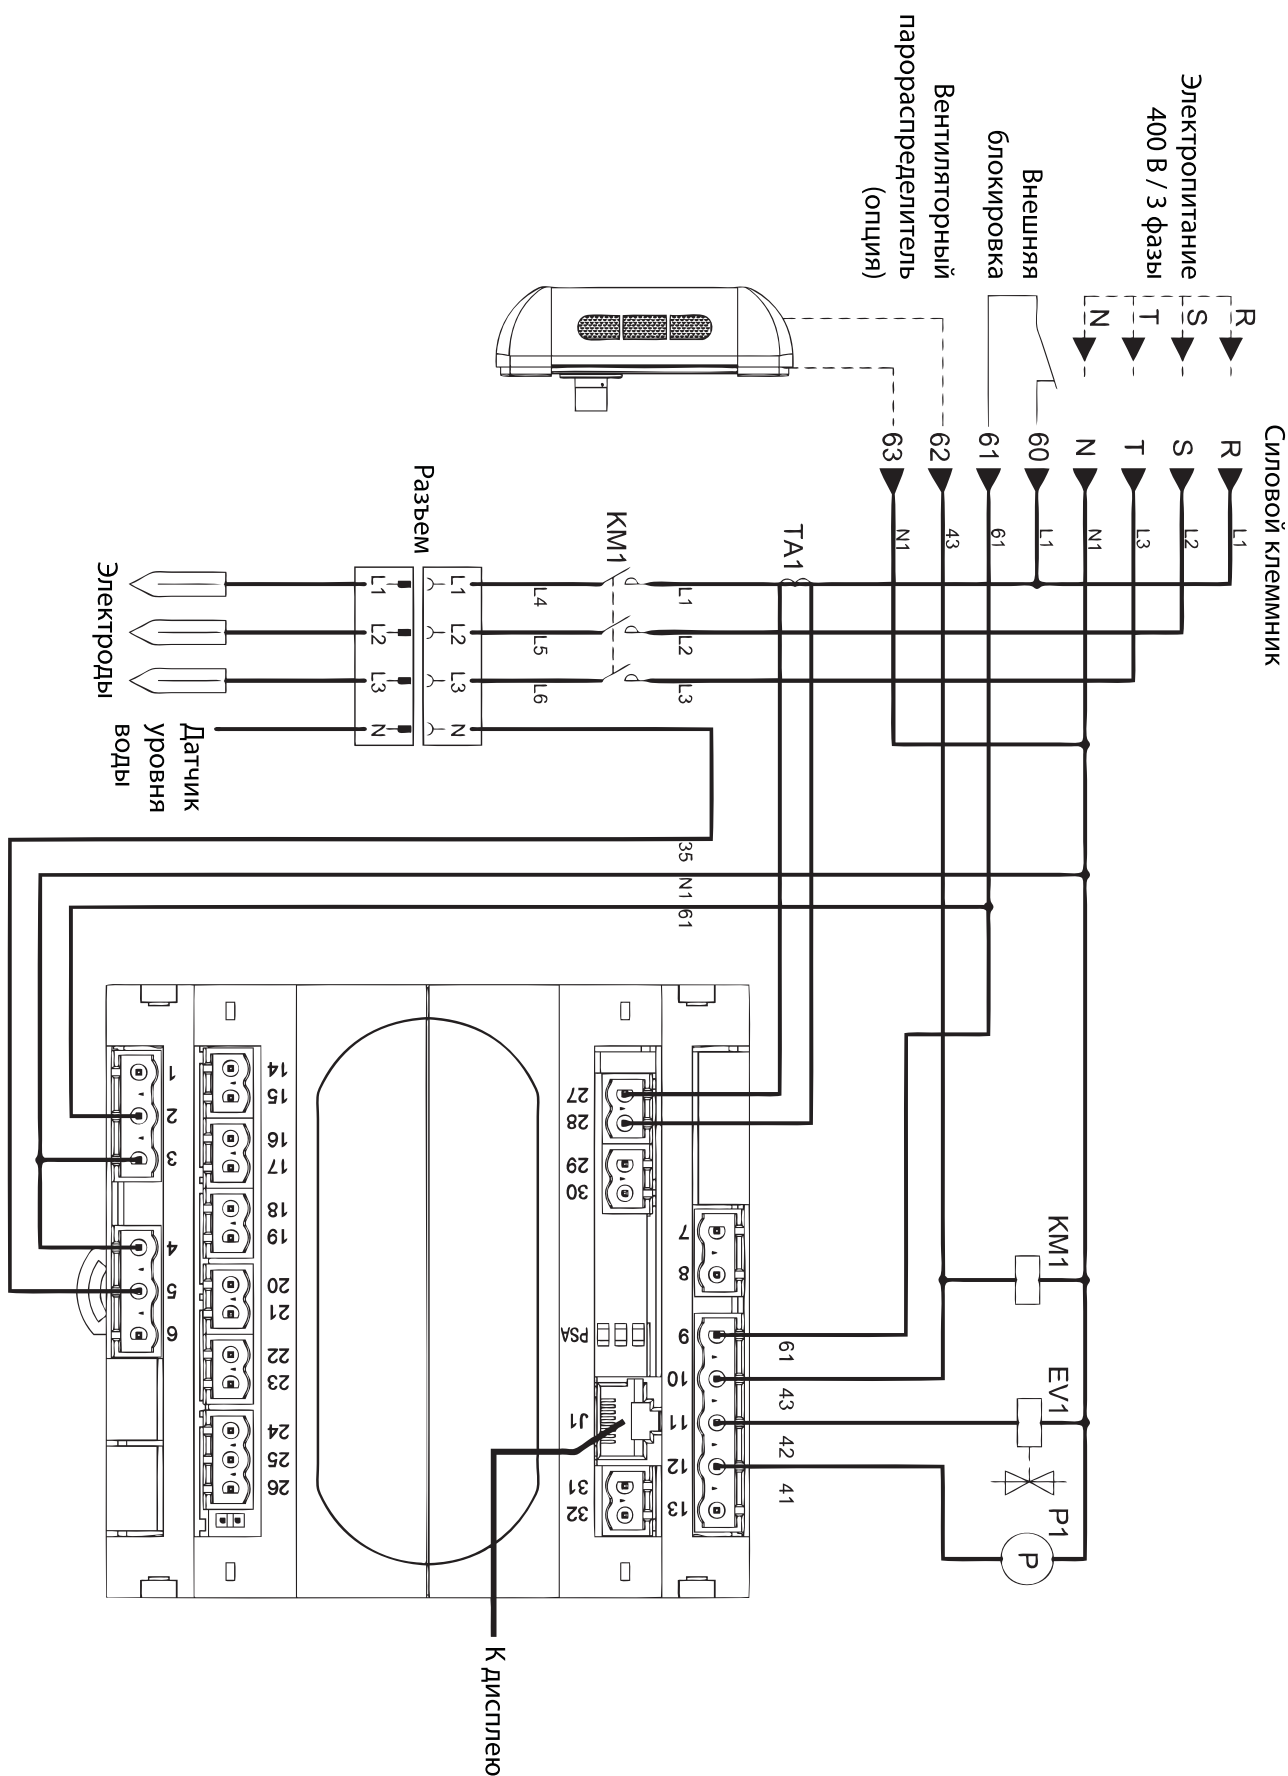 Силовой клеммник
Электропитание
400 В / 3 фазы
R
S
T
N
Внешняя
блокировка
Вентиляторный
парораспределитель
(опция)
R
S
T
N
60
61
62
63
L1
L2
L3
N1
L1
61
43
N1
TA1
KM1
L1
L2
L3
L4
L5
L6
Разъем
L1
L2
L3
N
L1
L2
L3
N
Электроды
Датчик
уровня
воды
35
N1
61
KM1
EV1
P1
P
61
43
42
41
7
8
9
10
11
12
13
27
28
29
30
PSA
J1
31
32
14
15
16
17
18
19
20
21
22
23
24
25
26
1
2
3
4
5
6
К дисплею